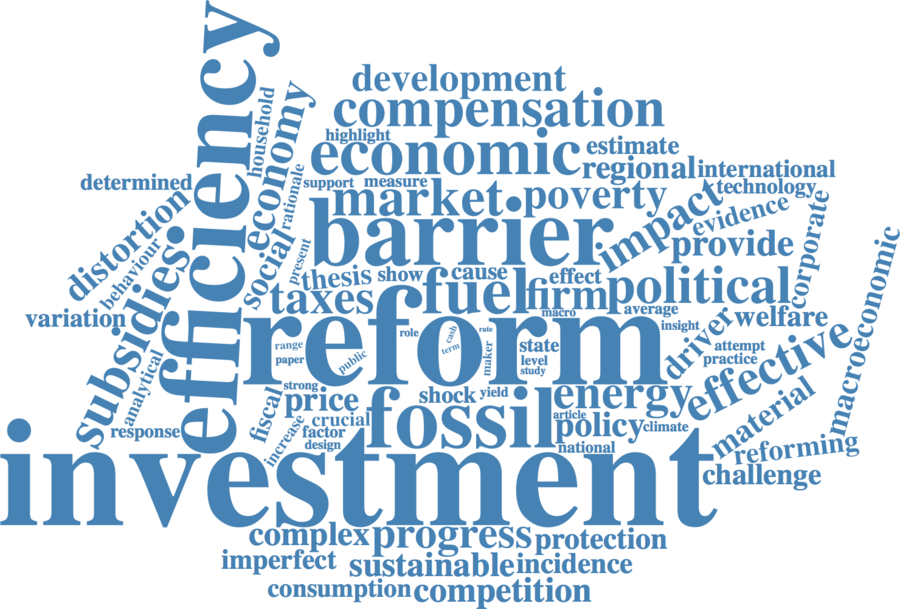 efficiency
development
compensation
household
economy
highlight
economic
estimate
regional
international
determined
rationale
support
measure
market
poverty
technology
distortion
barrier
impact
evidence
corporate
behaviour
social
present
provide
macroeconomic
subsidies
thesis
show
cause
effect
taxes
fuel
firm
political
variation
macro
average
reform
role
cash
term
rate
insight
driver
welfare
range
paper
public
maker
state
level
study
attempt
practice
effective
analytical
strong
price
shock
yield
energy
material
fiscal
crucial
fossil
article
policy
climate
response
increase
factor
design
national
reforming
investment
challenge
complex
progress
protection
imperfect
sustainable
incidence
consumption
competition